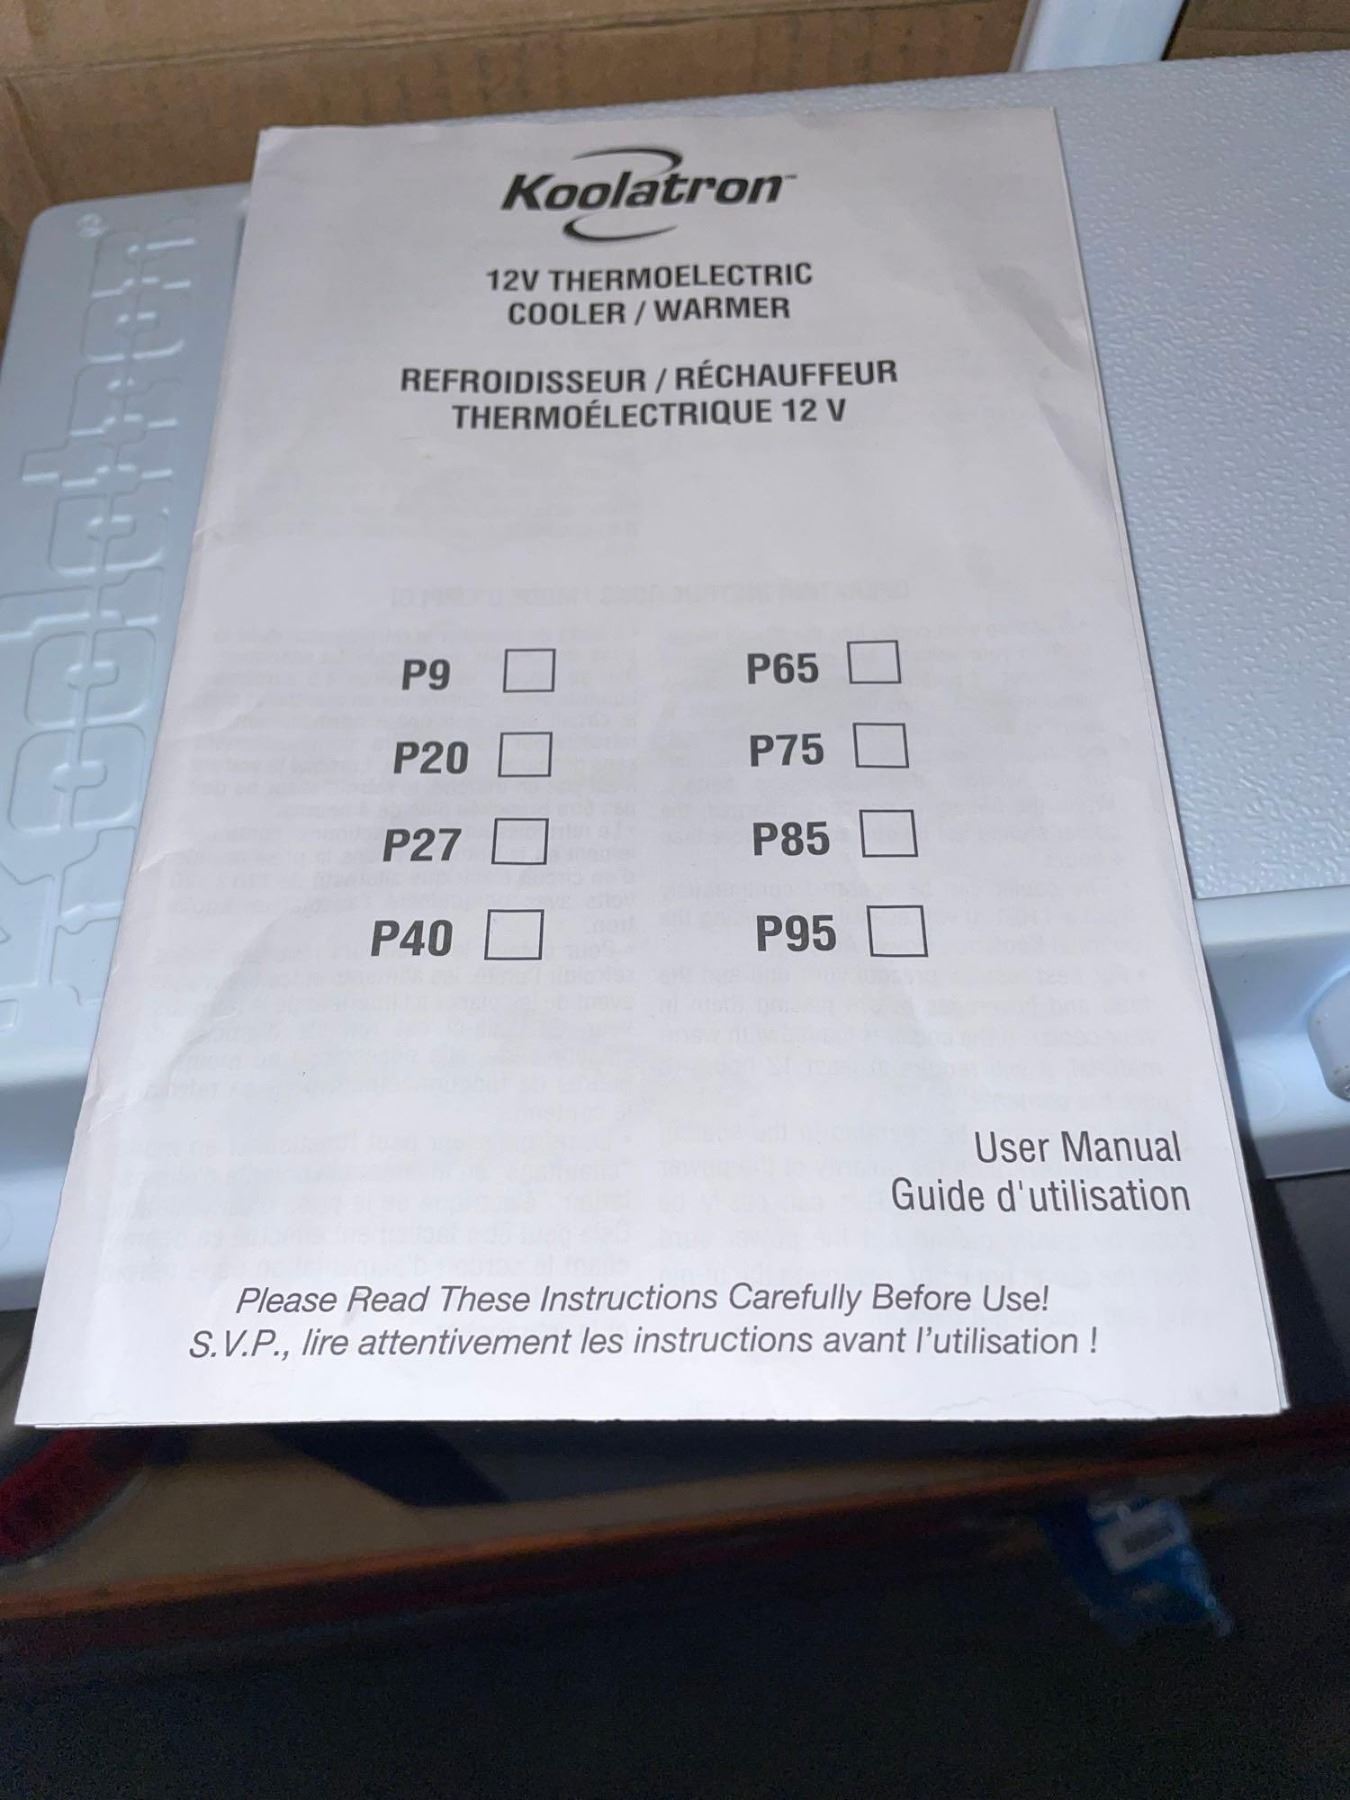 Koolatron™
12V THERMOELECTRIC
COOLER / WARMER
REFROIDISSEUR / RÉCHAUFFEUR
THERMOÉLECTRIQUE 12 V
P9 P65
P20 P75
P27 P85
P40 P95
User Manual
Guide d'utilisation
Please Read These Instructions Carefully Before Use!
S.V.P., lire attentivement les instructions avant l'utilisation !
Koolatron®